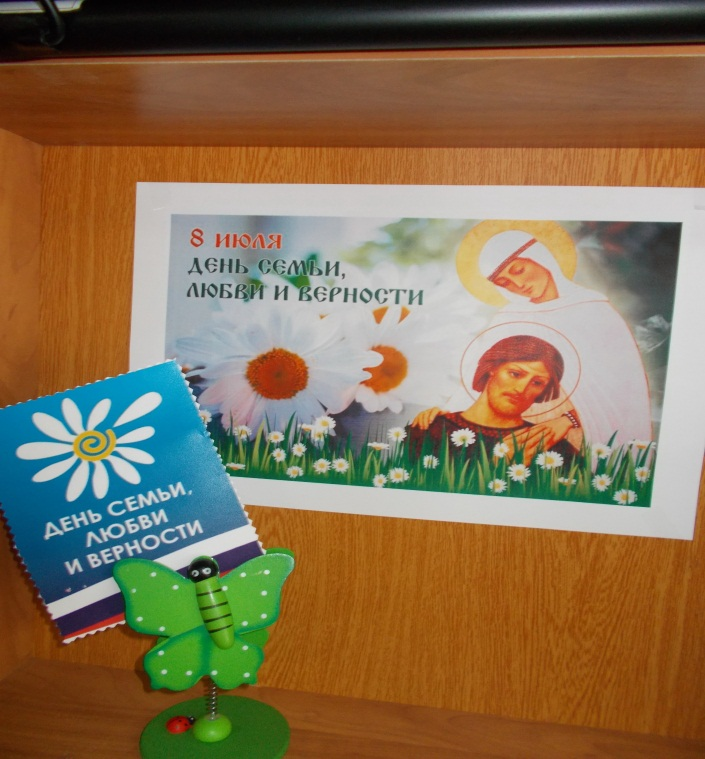 8 ИЮЛЯ
ДЕНЬ СЕМЬИ,
ЛЮБВИ И ВЕРНОСТИ
ДЕНЬ СЕМЬИ,
ЛЮБВИ
И ВЕРНОСТИ